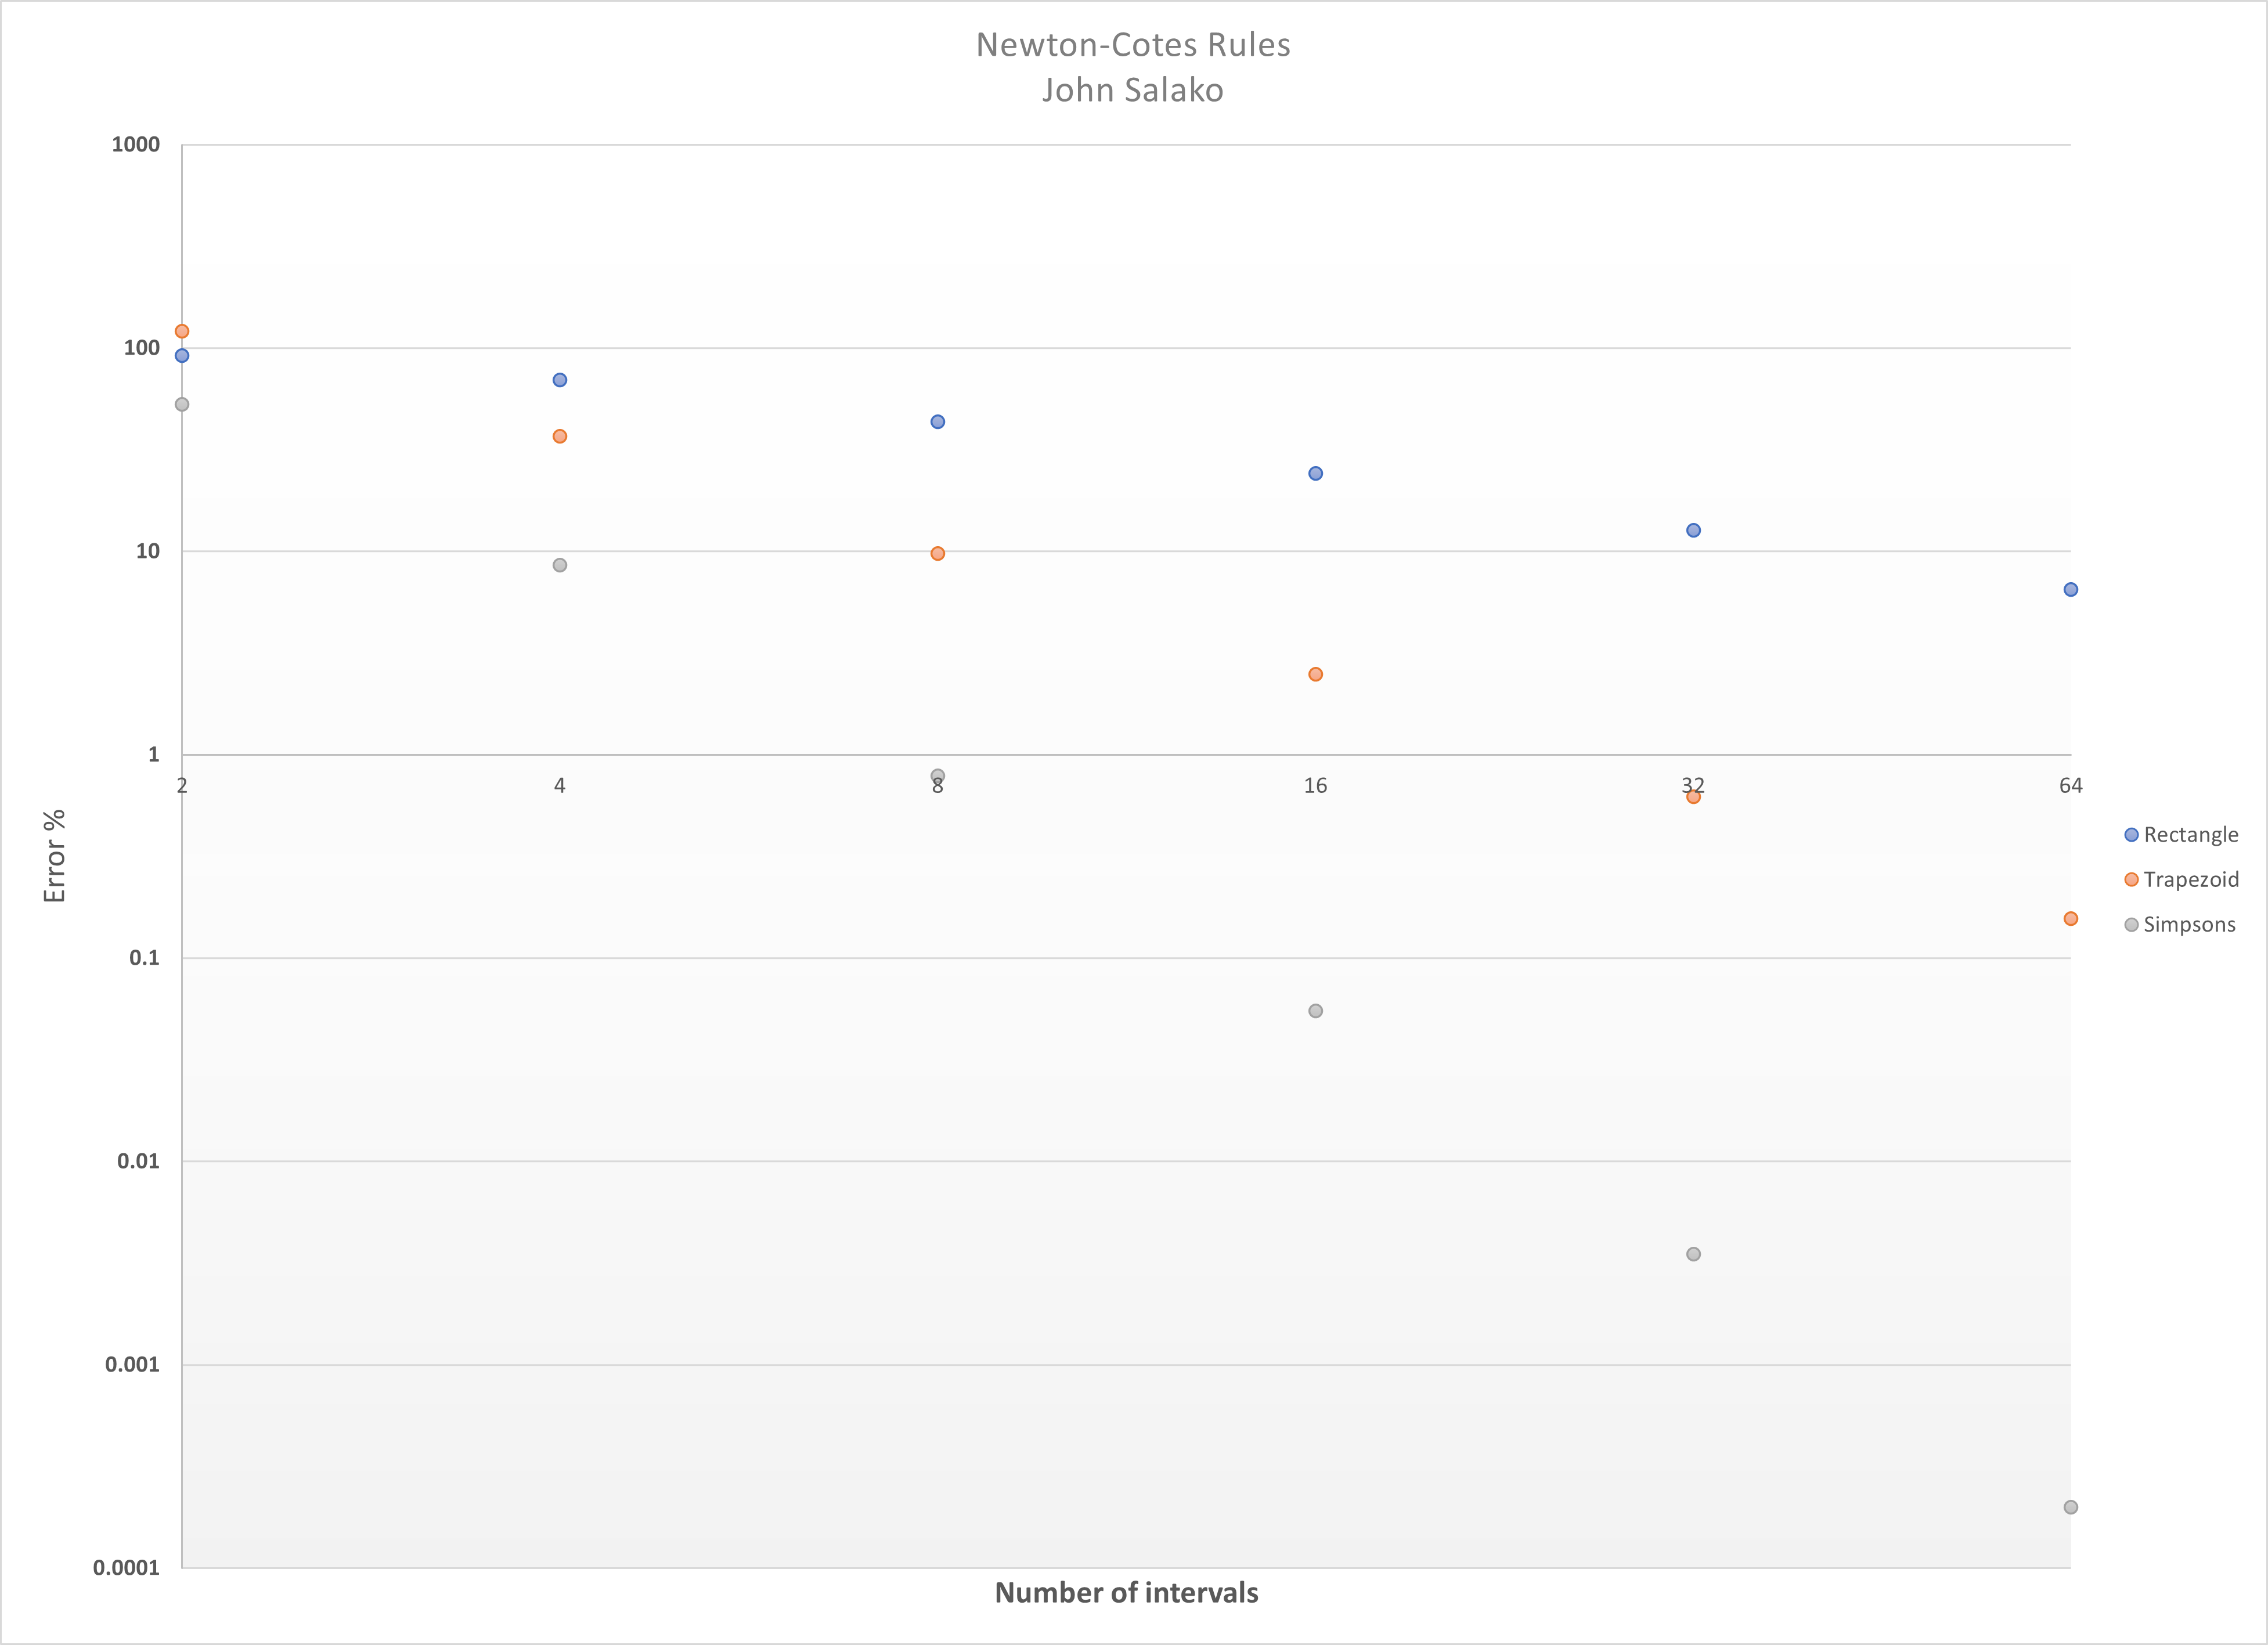 Newton-Cotes Rules
John Salako
1000
100
10
1
2 4 8 16 32 64
Error %
Rectangle
Trapezoid
Simpsons
0.1
0.01
0.001
0.0001
Number of intervals